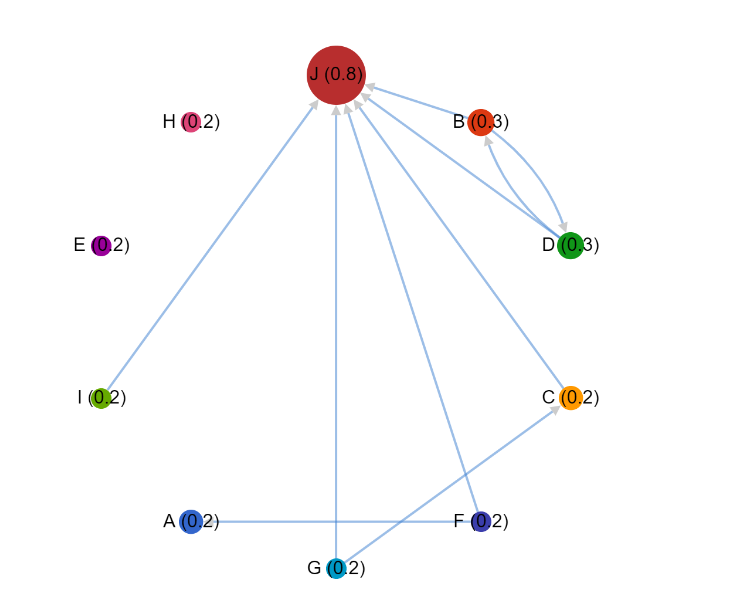 J (0.8)
H (0.2)
B (0.3)
E (0.2)
D (0.3)
I (0.2)
C (0.2)
A (0.2)
F (0.2)
G (0.2)